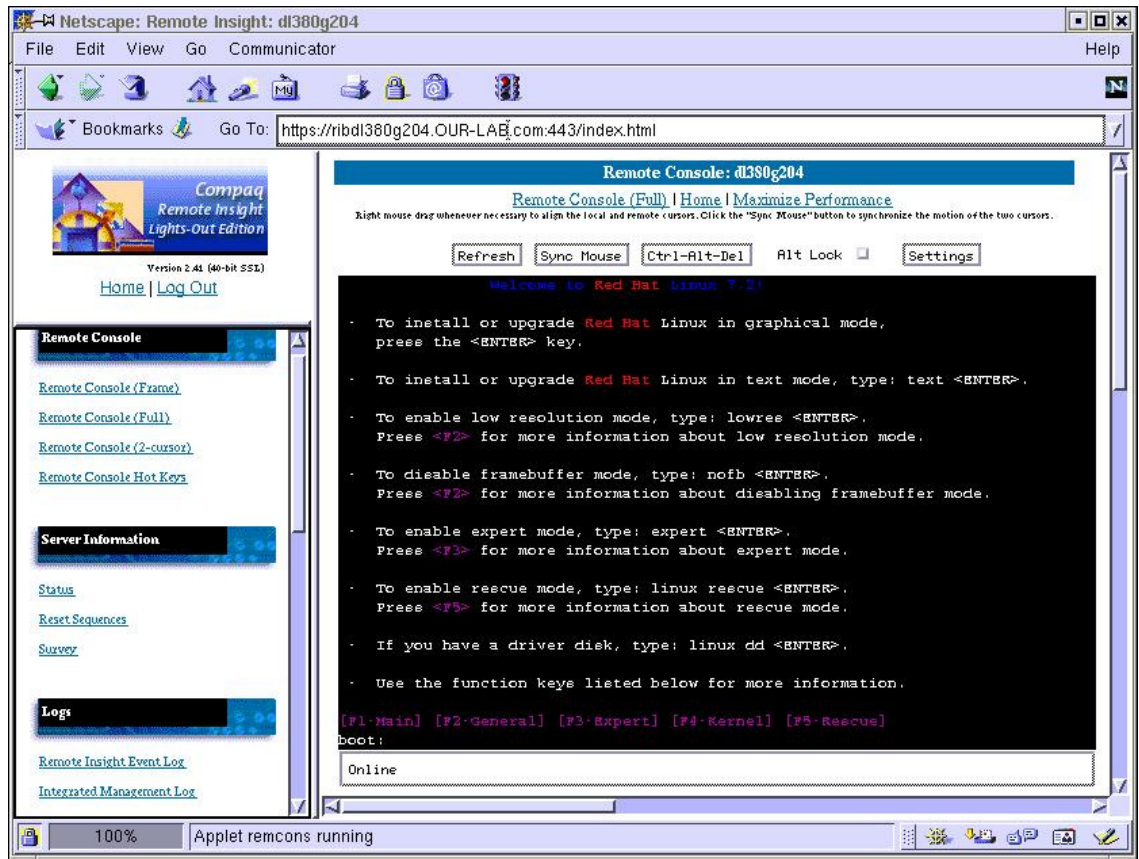 Netscape: Remote Insight: dl380g204
File Edit View Go Communicator Help
My
N
Bookmarks Go To: https://ribdl380g204.OUR-LAB.com:443/index.html
Compaq
Remote Insight
Lights-Out Edition
Version 2.41 (40-bit SSL)
Home | Log Out
Remote Console
Remote Console (Frame)
Remote Console (Full)
Remote Console (2-cursor)
Remote Console Hot Keys
Server Information
Status
Reset Sequences
Survey
Logs
Remote Insight Event Log
Integrated Management Log
Remote Console: dl380g204
Remote Console (Full) | Home | Maximize Performance
Right mouse drag whenever necessary to align the local and remote cursors. Click the "Sync Mouse" button to synchronize the motion of the two cursors.
Refresh Sync Mouse Ctrl-Alt-Del Alt Lock Settings
Welcome to Red Hat Linux 7.2!
- To install or upgrade Red Hat Linux in graphical mode,
press the <ENTER> key.
- To install or upgrade Red Hat Linux in text mode, type: text <ENTER>.
- To enable low resolution mode, type: lowres <ENTER>.
Press <F2> for more information about low resolution mode.
- To disable framebuffer mode, type: nofb <ENTER>.
Press <F2> for more information about disabling framebuffer mode.
- To enable expert mode, type: expert <ENTER>.
Press <F3> for more information about expert mode.
- To enable rescue mode, type: linux rescue <ENTER>.
Press <F5> for more information about rescue mode.
- If you have a driver disk, type: linux dd <ENTER>.
- Use the function keys listed below for more information.
[F1-Main] [F2-General] [F3-Expert] [F4-Kernel] [F5-Rescue]
boot:
Online
100% Applet remcons running